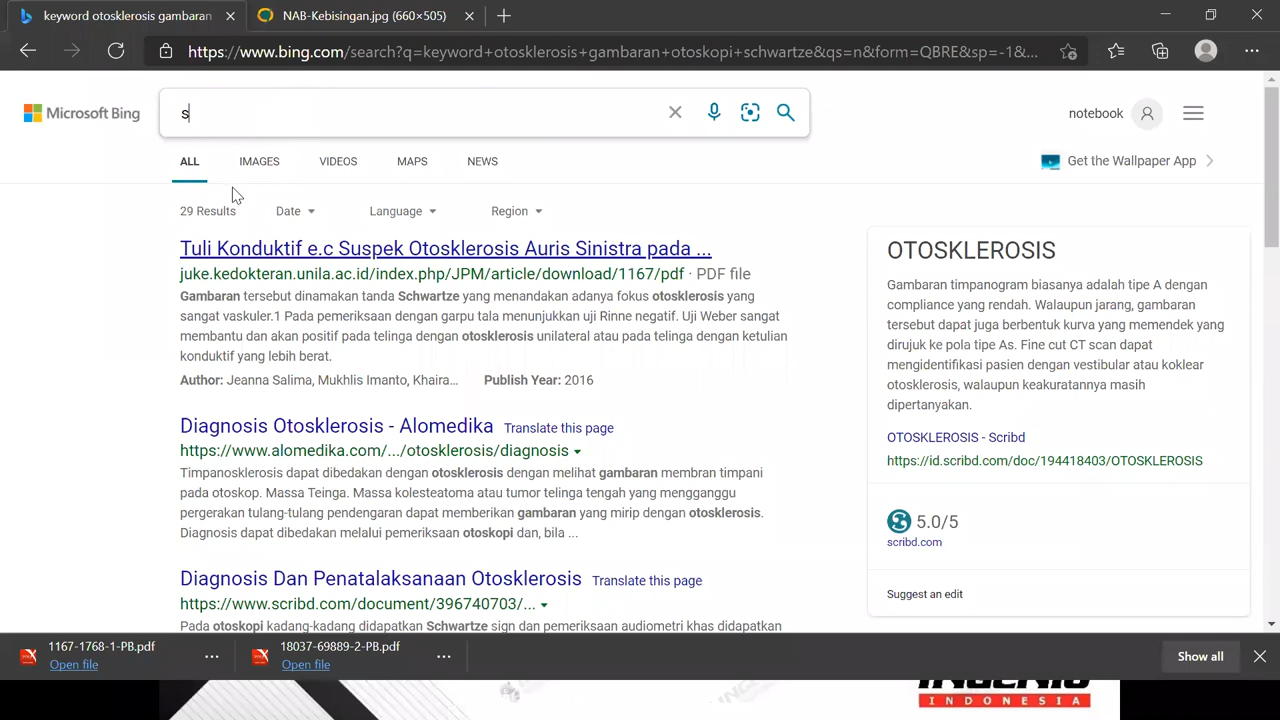 keyword otosklerosis gambaran
NAB-Kebisingan.jpg (660×505)
https://www.bing.com/search?q=keyword+otosklerosis+gambaran+otoskopi+schwartze&qs=n&form=QBRE&sp=-1&...
Microsoft Bing
s
notebook
ALL IMAGES VIDEOS MAPS NEWS
Get the Wallpaper App
29 Results Date Language Region
Tuli Konduktif e.c Suspek Otosklerosis Auris Sinistra pada ...
juke.kedokteran.unila.ac.id/index.php/JPM/article/download/1167/pdf · PDF file
Gambaran tersebut dinamakan tanda Schwartze yang menandakan adanya fokus otosklerosis yang
sangat vaskuler.1 Pada pemeriksaan dengan garpu tala menunjukkan uji Rinne negatif. Uji Weber sangat
membantu dan akan positif pada telinga dengan otosklerosis unilateral atau pada telinga dengan ketulian
konduktif yang lebih berat.
Author: Jeanna Salima, Mukhlis Imanto, Khaira...
Publish Year: 2016
Diagnosis Otosklerosis - Alomedika Translate this page
https://www.alomedika.com/.../otosklerosis/diagnosis
Timpanosklerosis dapat dibedakan dengan otosklerosis dengan melihat gambaran membran timpani
pada otoskop. Massa Teinga. Massa kolesteatoma atau tumor telinga tengah yang mengganggu
pergerakan tulang-tulang pendengaran dapat memberikan gambaran yang mirip dengan otosklerosis.
Diagnosis dapat dibedakan melalui pemeriksaan otoskopi dan, bila ...
Diagnosis Dan Penatalaksanaan Otosklerosis Translate this page
https://www.scribd.com/document/396740703/...
Pada otoskopi kadang-kadang didapatkan Schwartze sign dan pemeriksaan audiometri khas didapatkan
OTOSKLEROSIS
Gambaran timpanogram biasanya adalah tipe A dengan
compliance yang rendah. Walaupun jarang, gambaran
tersebut dapat juga berbentuk kurva yang memendek yang
dirujuk ke pola tipe As. Fine cut CT scan dapat
mengidentifikasi pasien dengan vestibular atau koklear
otosklerosis, walaupun keakuratannya masih
dipertanyakan.
OTOSKLEROSIS - Scribd
https://id.scribd.com/doc/194418403/OTOSKLEROSIS
5.0/5
scribd.com
Suggest an edit
1167-1768-1-PB.pdf
Open file
18037-69889-2-PB.pdf
Open file
Show all
INGENIO
INDONESIA